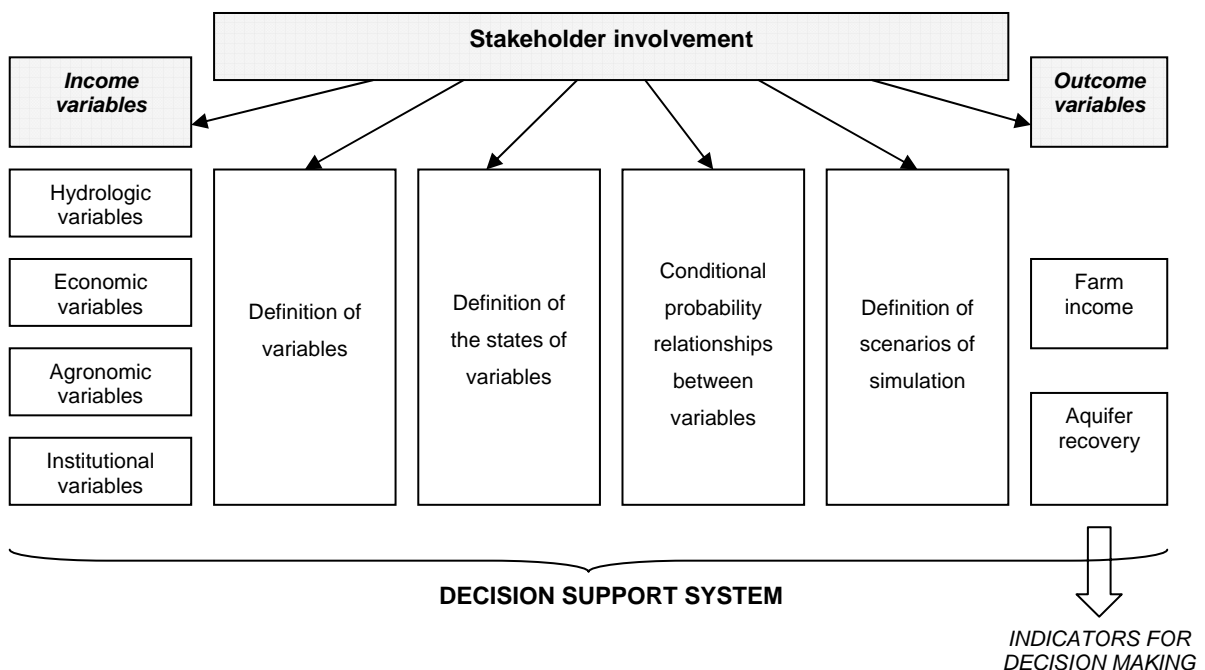 Stakeholder involvement
Income
variables
Outcome
variables
Hydrologic
variables
Economic
variables
Agronomic
variables
Institutional
variables
Definition of
variables
Definition of
the states of
variables
Conditional
probability
relationships
between
variables
Definition of
scenarios of
simulation
Farm
income
Aquifer
recovery
DECISION SUPPORT SYSTEM
INDICATORS FOR
DECISION MAKING